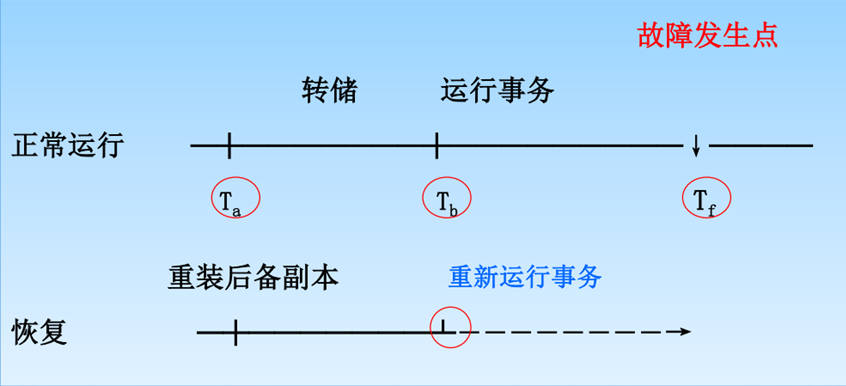 故障发生点
转储 运行事务
正常运行
Ta Tb Tf
重装后备副本 重新运行事务
恢复